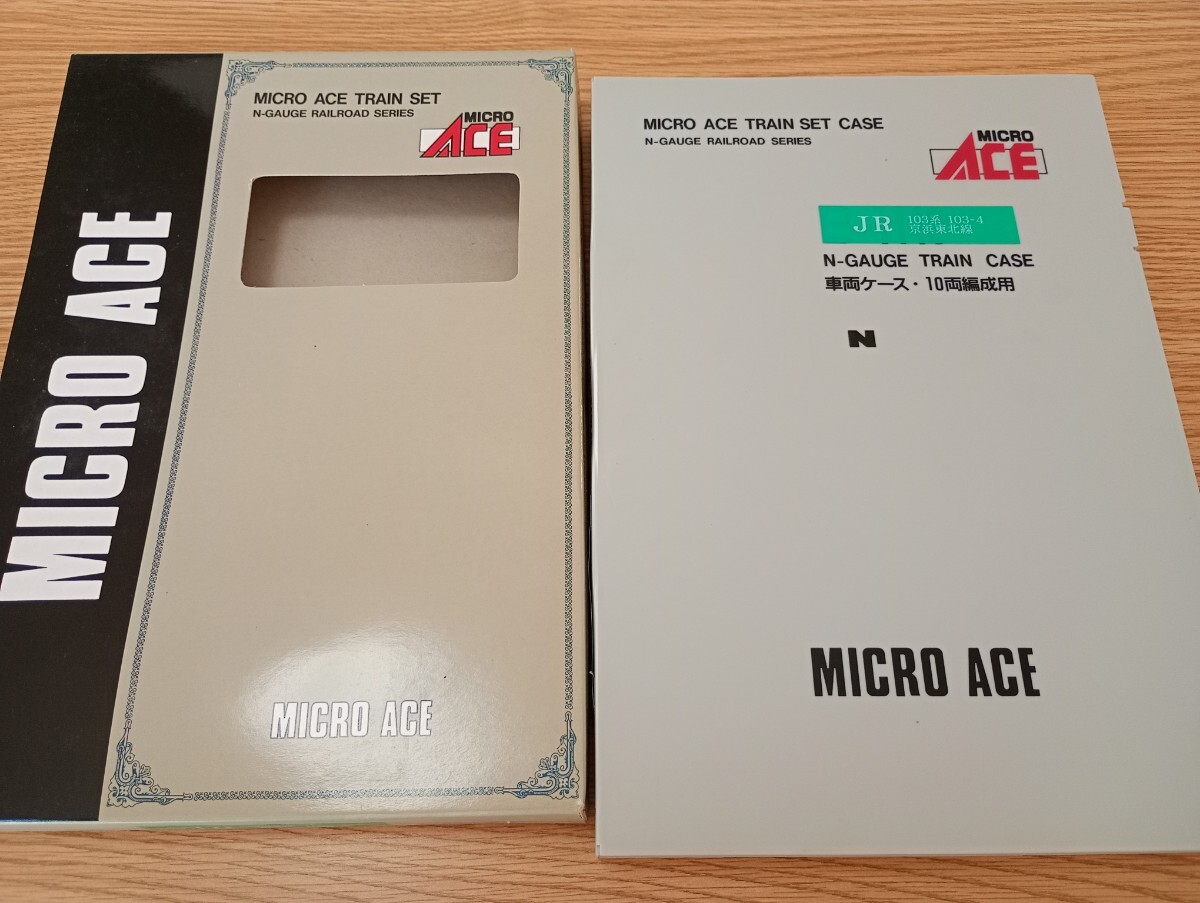 MICRO ACE
MICRO ACE TRAIN SET
N-GAUGE RAILROAD SERIES
MICRO
ACE
MICRO ACE
MICRO ACE TRAIN SET CASE
N-GAUGE RAILROAD SERIES
MICRO
ACE
JR 103系 103-4
京浜東北線
N-GAUGE TRAIN CASE
車両ケース・10両編成用
N
MICRO ACE